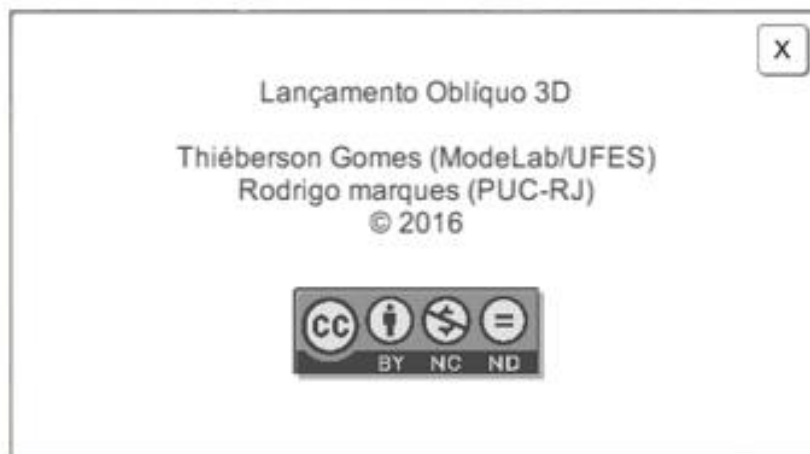 X
Lançamento Oblíquo 3D
Thiéberson Gomes (ModeLab/UFES)
Rodrigo marques (PUC-RJ)
© 2016
CC
BY NC ND